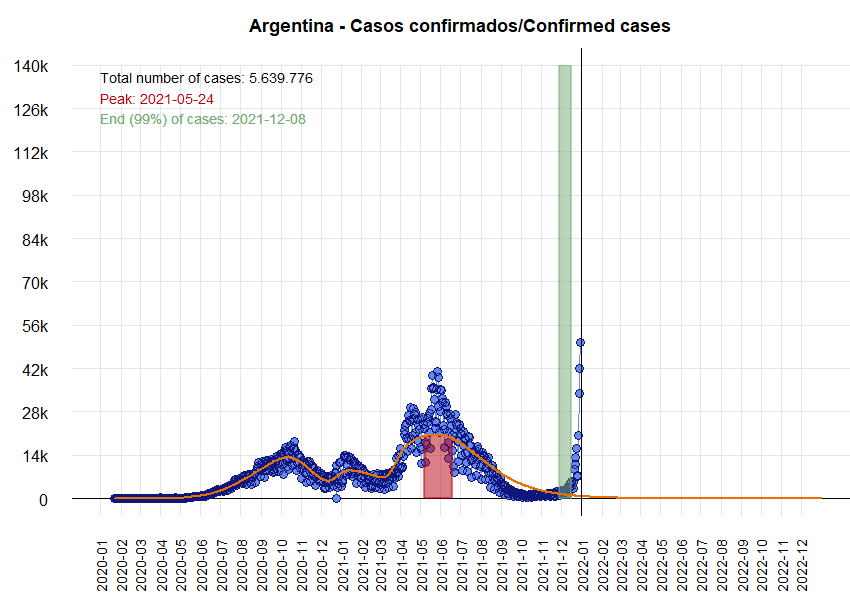 Argentina - Casos confirmados/Confirmed cases
140k
126k
112k
98k
84k
70k
56k
42k
28k
14k
0
Total number of cases: 5.639.776
Peak: 2021-05-24
End (99%) of cases: 2021-12-08
2020-01
2020-02
2020-03
2020-04
2020-05
2020-06
2020-07
2020-08
2020-09
2020-10
2020-11
2020-12
2021-01
2021-02
2021-03
2021-04
2021-05
2021-06
2021-07
2021-08
2021-09
2021-10
2021-11
2021-12
2022-01
2022-02
2022-03
2022-04
2022-05
2022-06
2022-07
2022-08
2022-09
2022-10
2022-11
2022-12